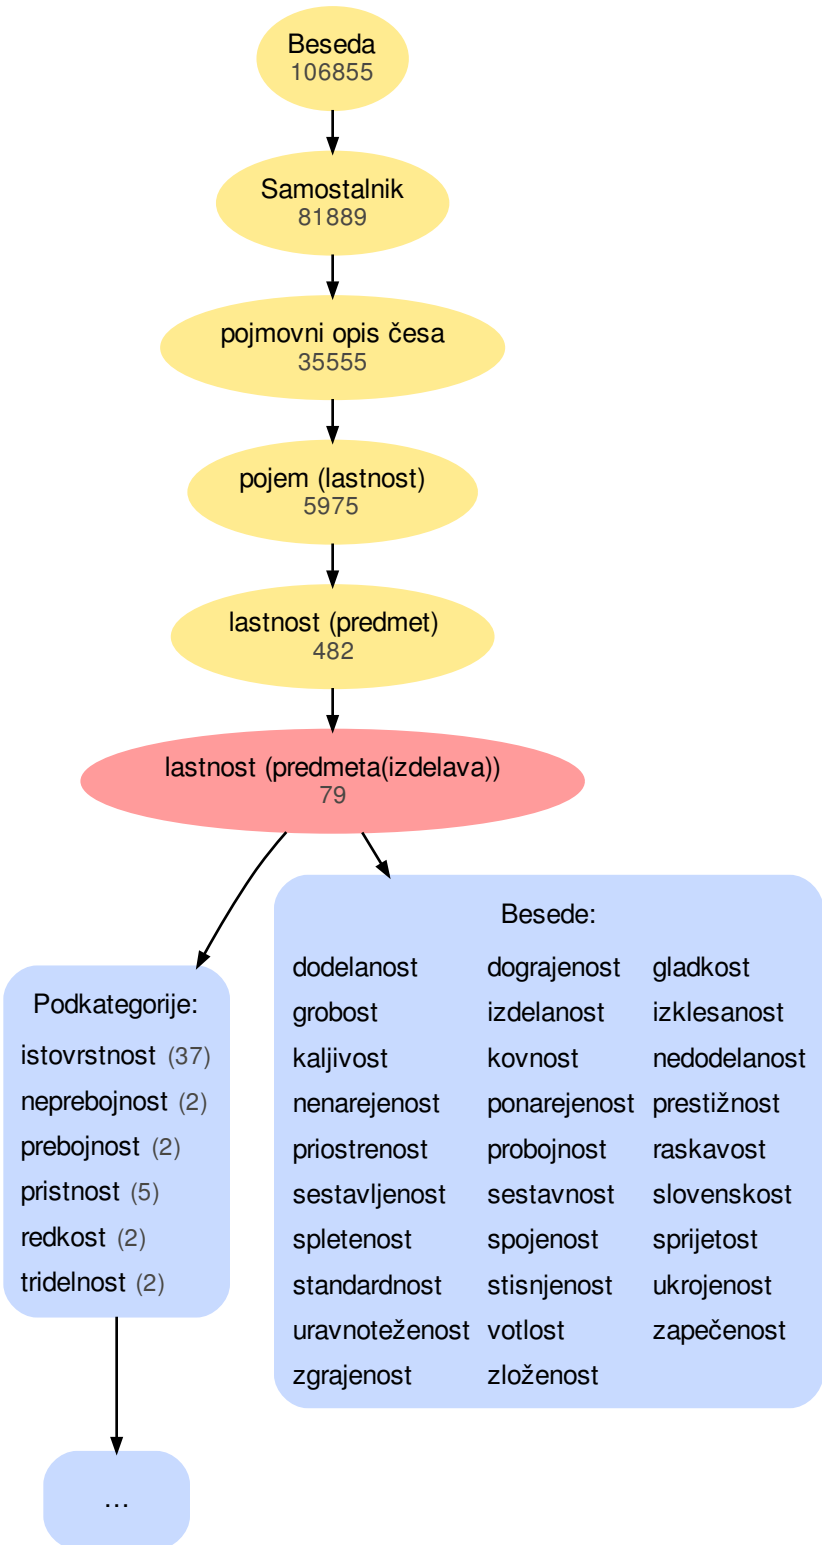 Beseda
106855
Samostalnik
81889
pojmovni opis česa
35555
pojem (lastnost)
5975
lastnost (predmet)
482
lastnost (predmeta(izdelava))
79
Podkategorije:
istovrstnost (37)
neprebojnost (2)
prebojnost (2)
pristnost (5)
redkost (2)
tridelnost (2)
...
Besede:
dodelanost dograjenost gladkost
grobost izdelanost izklesanost
kaljivost kovnost nedodelanost
nenarejenost ponarejenost prestižnost
priostrenost probojnost raskavost
sestavljenost sestavnost slovenskost
spletenost spojenost sprijetost
standardnost stisnjenost ukrojenost
uravnoteženost votlost zapečenost
zgrajenost zloženost